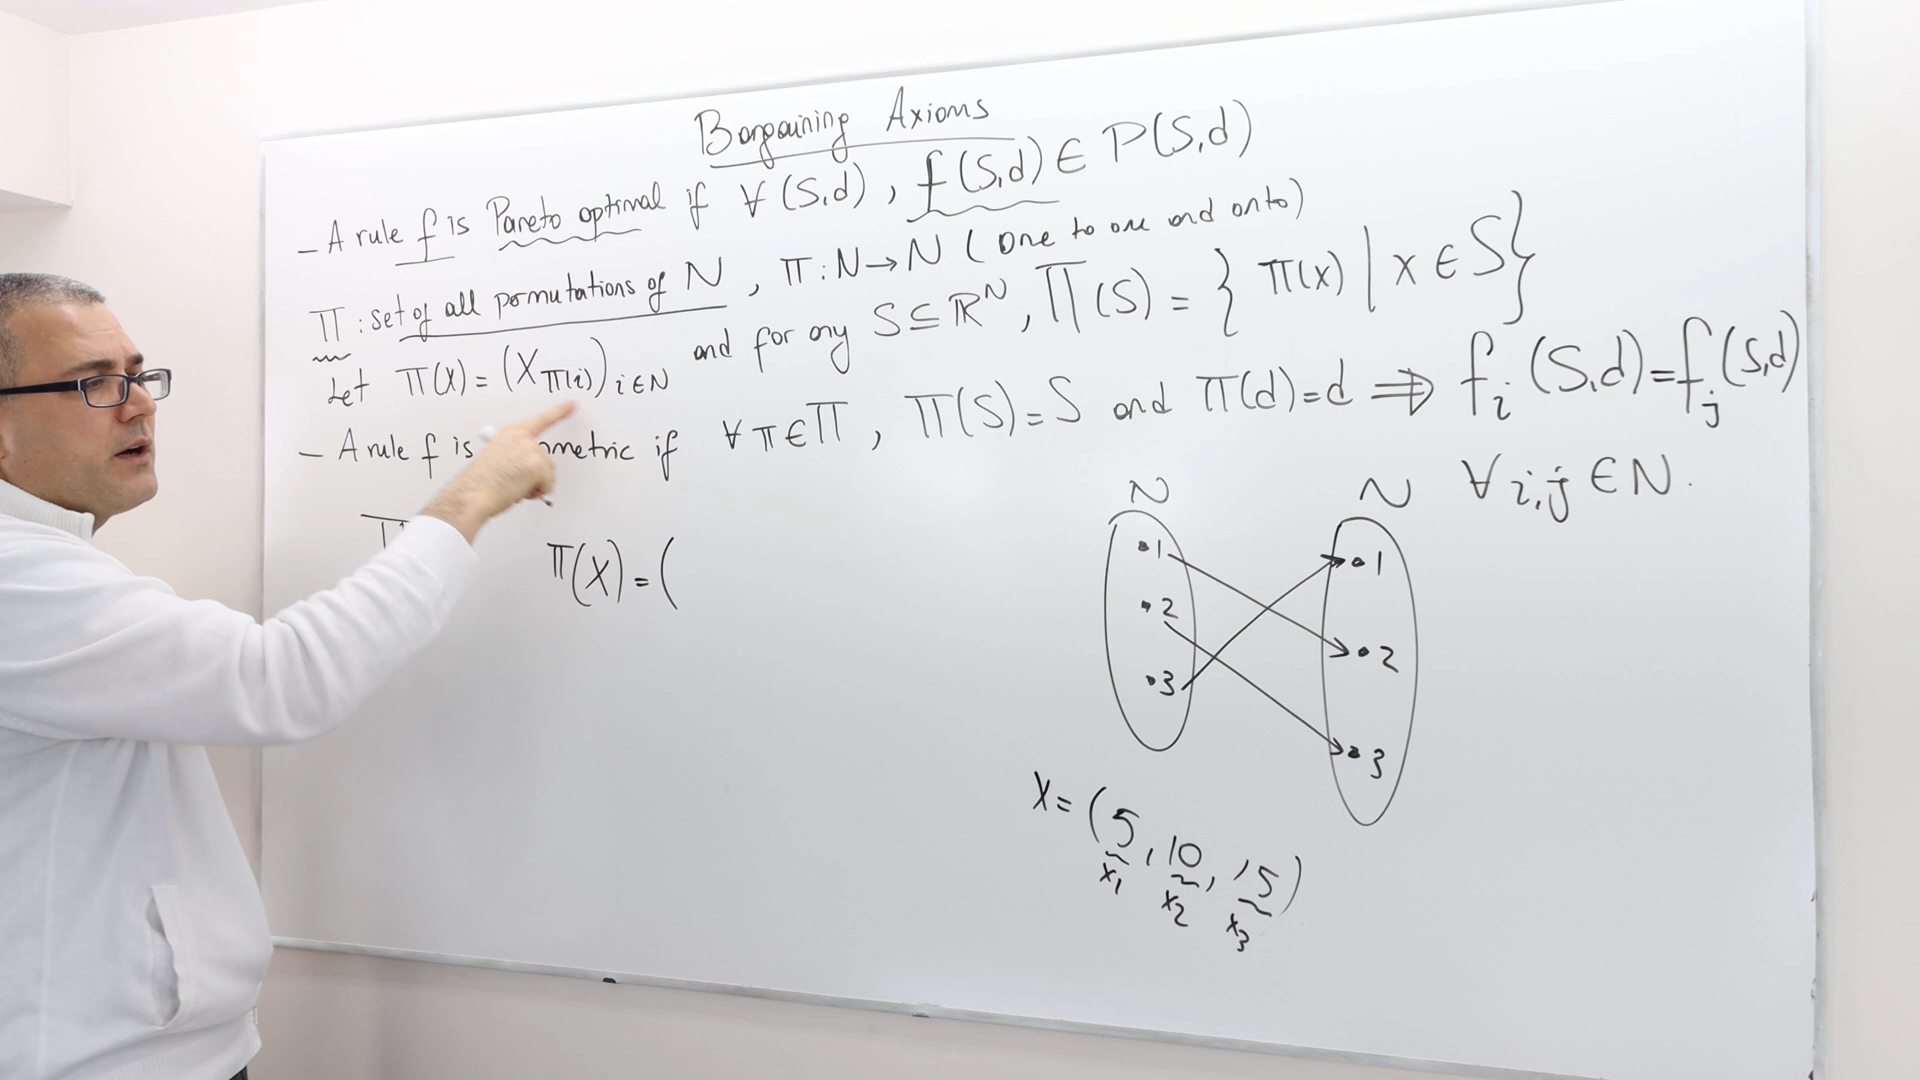 Bargaining Axioms
- A rule f is Pareto optimal if ∀ (S,d), f(S,d) ∈ P(S,d)
Π : set of all permutations of N, π : N → N (one to one and onto)
Let π(x) = (x_π(i))_i∈N and for any S ⊆ ℝ^N, Π(S) = { π(x) | x ∈ S }
- A rule f is if ∀ π ∈ Π, π(S) = S and π(d) = d ⇒ f_i(S,d) = f_j(S,d)
∀ i,j ∈ N.
π(x) = (
N N
1 1
2 2
3 3
x = (5, 10, 15)
x₁ x₂ x₃